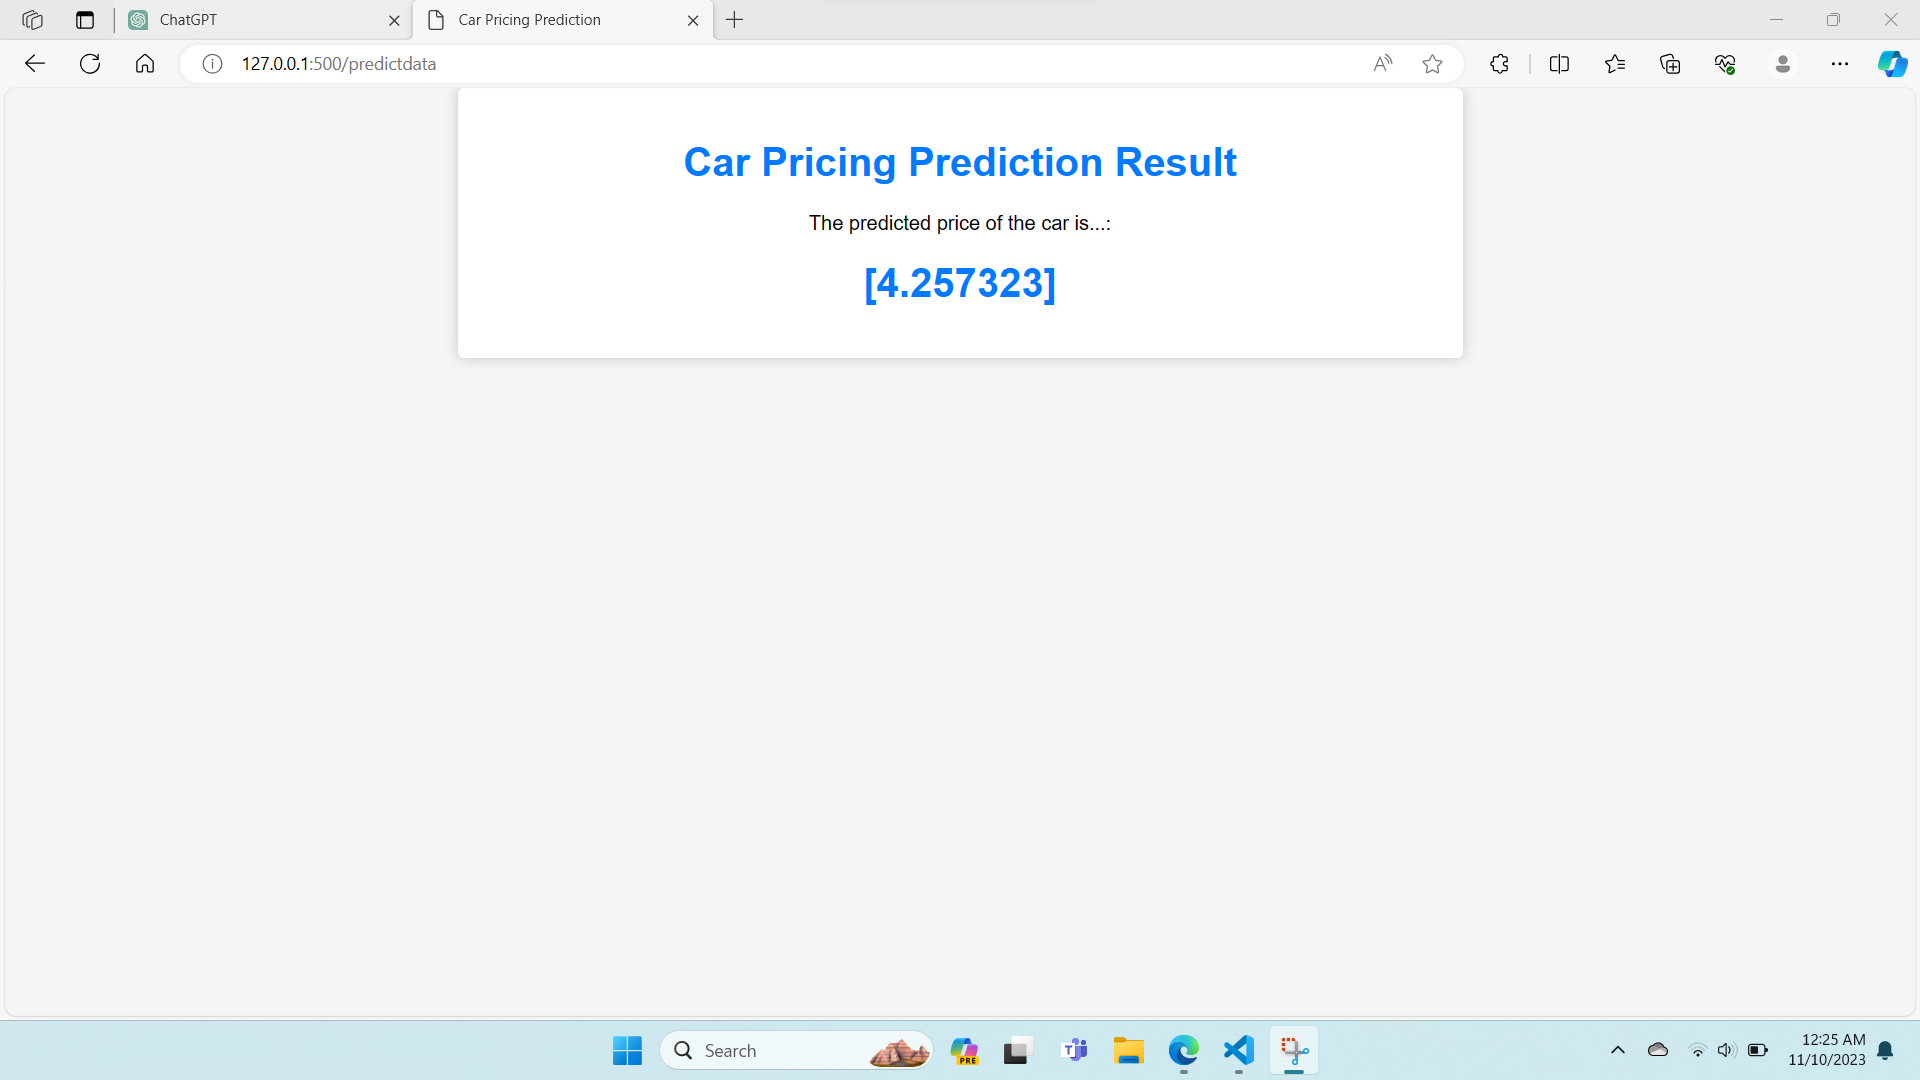 ChatGPT
Car Pricing Prediction
127.0.0.1:500/predictdata
Car Pricing Prediction Result
The predicted price of the car is...:
[4.257323]
Search
PRE
12:25 AM
11/10/2023